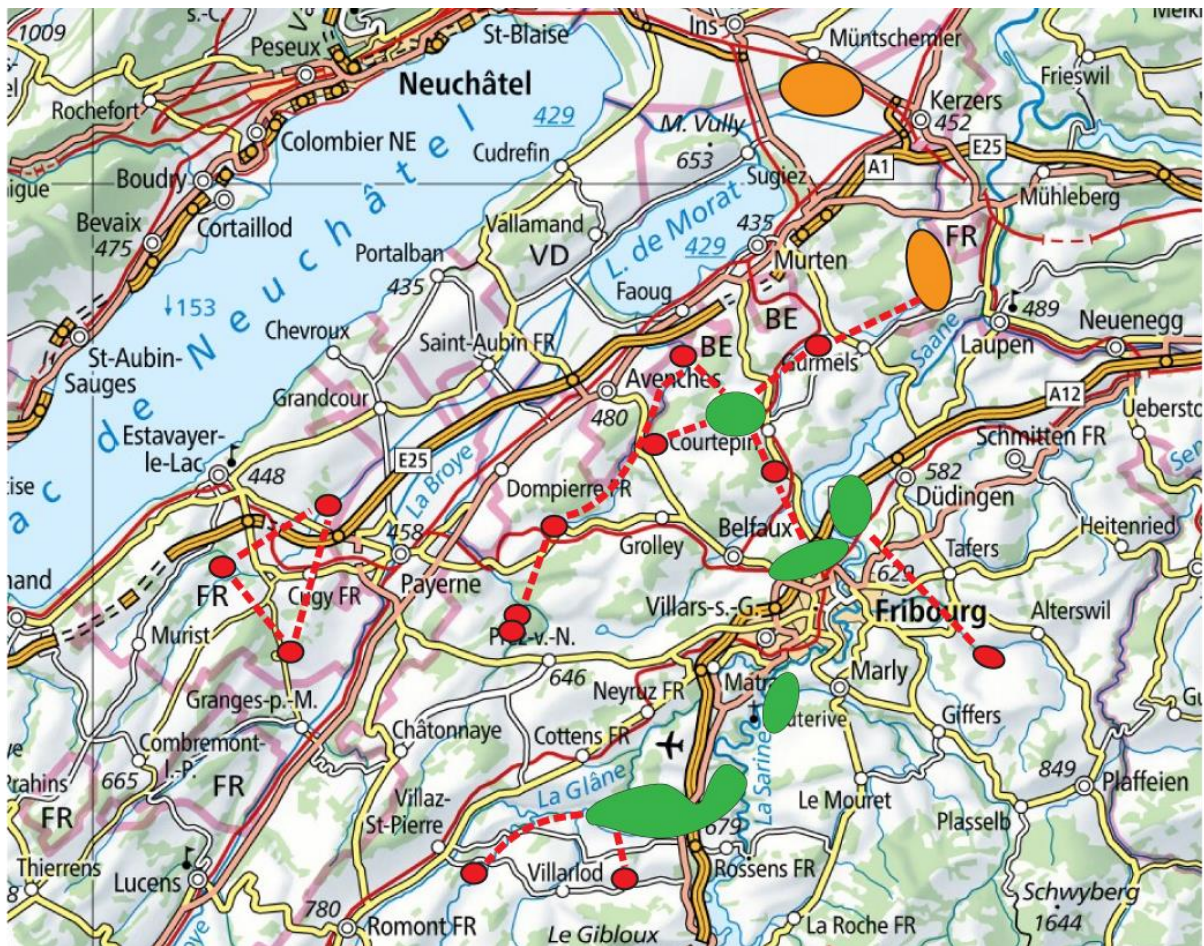 1009
Peseux
St-Blaise
Ins
Müntschemier
Frieswil
Rochefort
Neuchâtel
Kerzers
452
Colombier NE
429
M. Vully
653
E25
A1
Cudrefin
Sugiez
Boudry
Mühleberg
Bevaix
475
Cortaillod
Vallamand
VD
L. de Morat
429
435
Murten
FR
Portalban
435
153
Lac de Neuchâtel
Faoug
BE
489
Laupen
Neuenegg
Saane
Chevroux
St-Aubin-
Sauges
Saint-Aubin FR
BE
Gurmels
Avenches
480
A12
Grandcour
Courtepin
Schmitten FR
Estavayer-
le-Lac
448
E25
La Broye
582
Düdingen
Dompierre FR
Belfaux
Heitenried
458
Grolley
Tafers
FR
Cugy FR
Payerne
629
Villars-s.-G.
Fribourg
Alterswil
Murist
646
Marly
Granges-p.-M.
Neyruz FR
Giffers
Châtonnaye
Cottens FR
Combremont-
665
FR
La Glâne
La Sarine
849
Plaffeien
FR
Villaz-
St-Pierre
Le Mouret
Plasselb
679
Thierrens
Lucens
Villarlod
Rossens FR
Schwyberg
1644
780
Romont FR
Le Gibloux
La Roche FR